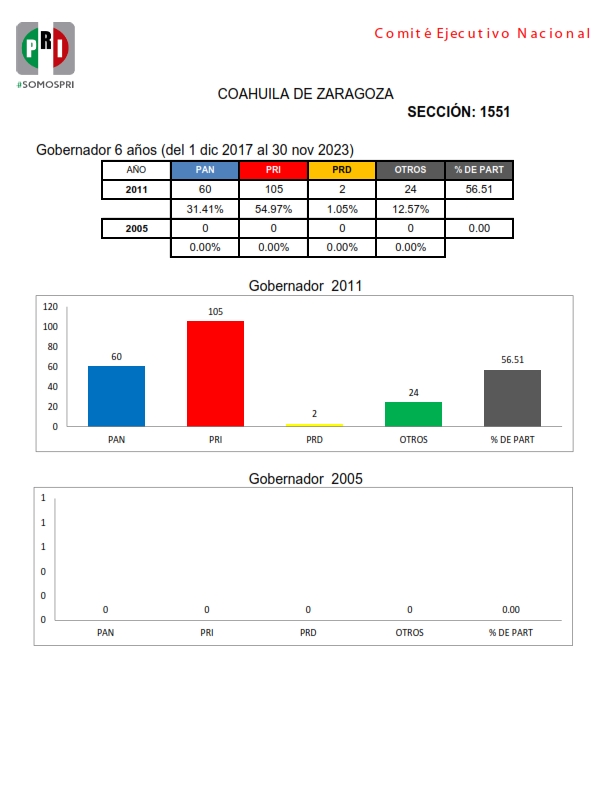 PRI
#SOMOSPRI
Comité Ejecutivo Nacional
COAHUILA DE ZARAGOZA
SECCIÓN: 1551
Gobernador 6 años (del 1 dic 2017 al 30 nov 2023)
AÑO PAN PRI PRD OTROS % DE PART
2011 60 105 2 24 56.51
31.41% 54.97% 1.05% 12.57%
2005 0 0 0 0 0.00
0.00% 0.00% 0.00% 0.00%
Gobernador 2011
120
100
80
60
40
20
0
60
105
2
24
56.51
PAN PRI PRD OTROS % DE PART
Gobernador 2005
1
1
1
0
0
0
0 0 0 0 0.00
PAN PRI PRD OTROS % DE PART